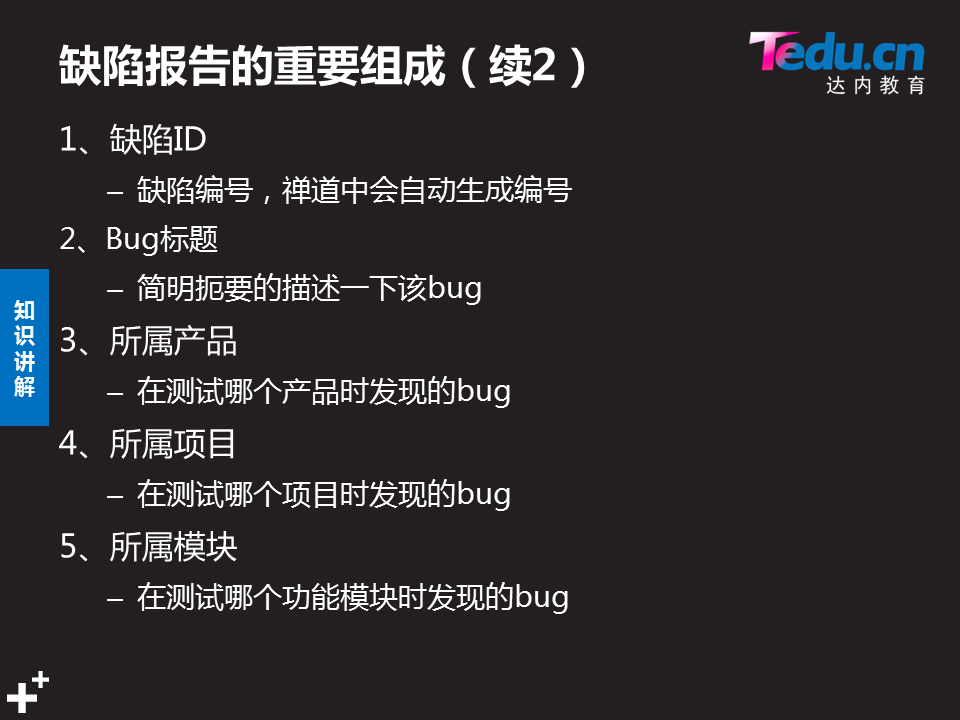 缺陷报告的重要组成（续2）
Tedu.cn
达内教育
1、缺陷ID
– 缺陷编号，禅道中会自动生成编号
2、Bug标题
– 简明扼要的描述一下该bug
3、所属产品
– 在测试哪个产品时发现的bug
4、所属项目
– 在测试哪个项目时发现的bug
5、所属模块
– 在测试哪个功能模块时发现的bug
知识讲解